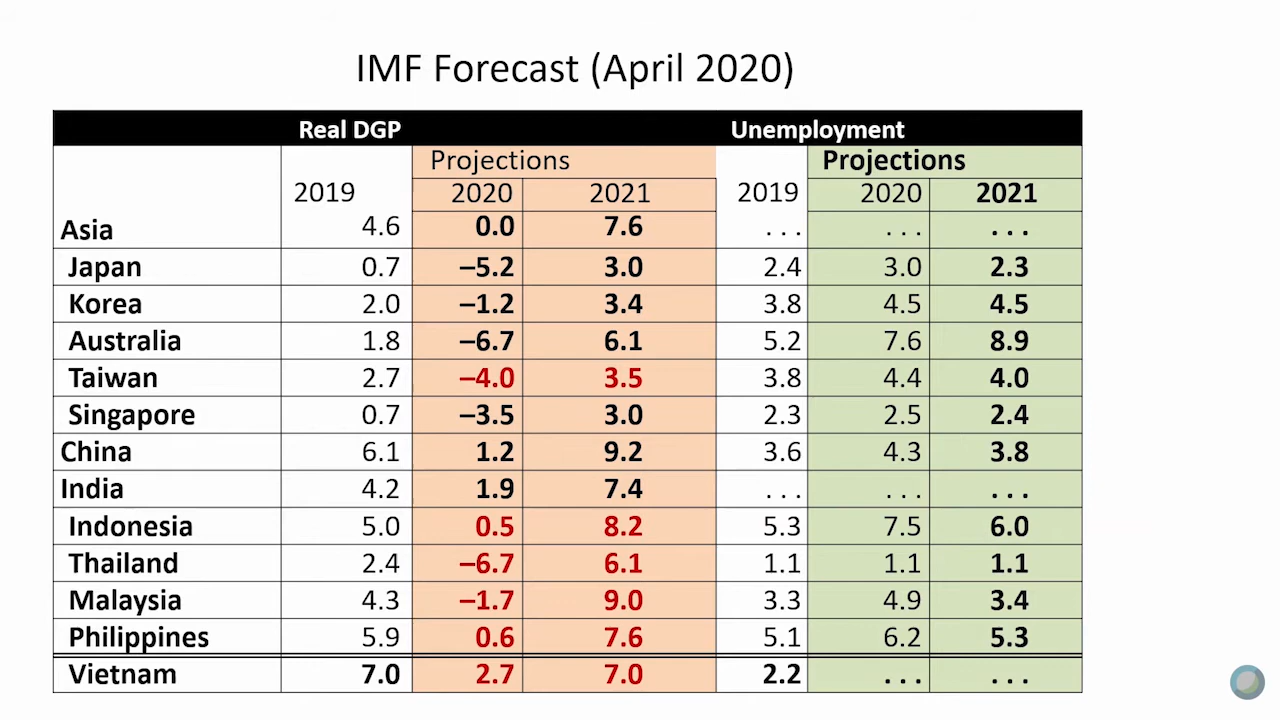 IMF Forecast (April 2020)
Real DGP Unemployment
Projections Projections
2019 2020 2021 2019 2020 2021
Asia 4.6 0.0 7.6 . . . . . . . . .
Japan 0.7 –5.2 3.0 2.4 3.0 2.3
Korea 2.0 –1.2 3.4 3.8 4.5 4.5
Australia 1.8 –6.7 6.1 5.2 7.6 8.9
Taiwan 2.7 –4.0 3.5 3.8 4.4 4.0
Singapore 0.7 –3.5 3.0 2.3 2.5 2.4
China 6.1 1.2 9.2 3.6 4.3 3.8
India 4.2 1.9 7.4 . . . . . . . . .
Indonesia 5.0 0.5 8.2 5.3 7.5 6.0
Thailand 2.4 –6.7 6.1 1.1 1.1 1.1
Malaysia 4.3 –1.7 9.0 3.3 4.9 3.4
Philippines 5.9 0.6 7.6 5.1 6.2 5.3
Vietnam 7.0 2.7 7.0 2.2 . . . . . .